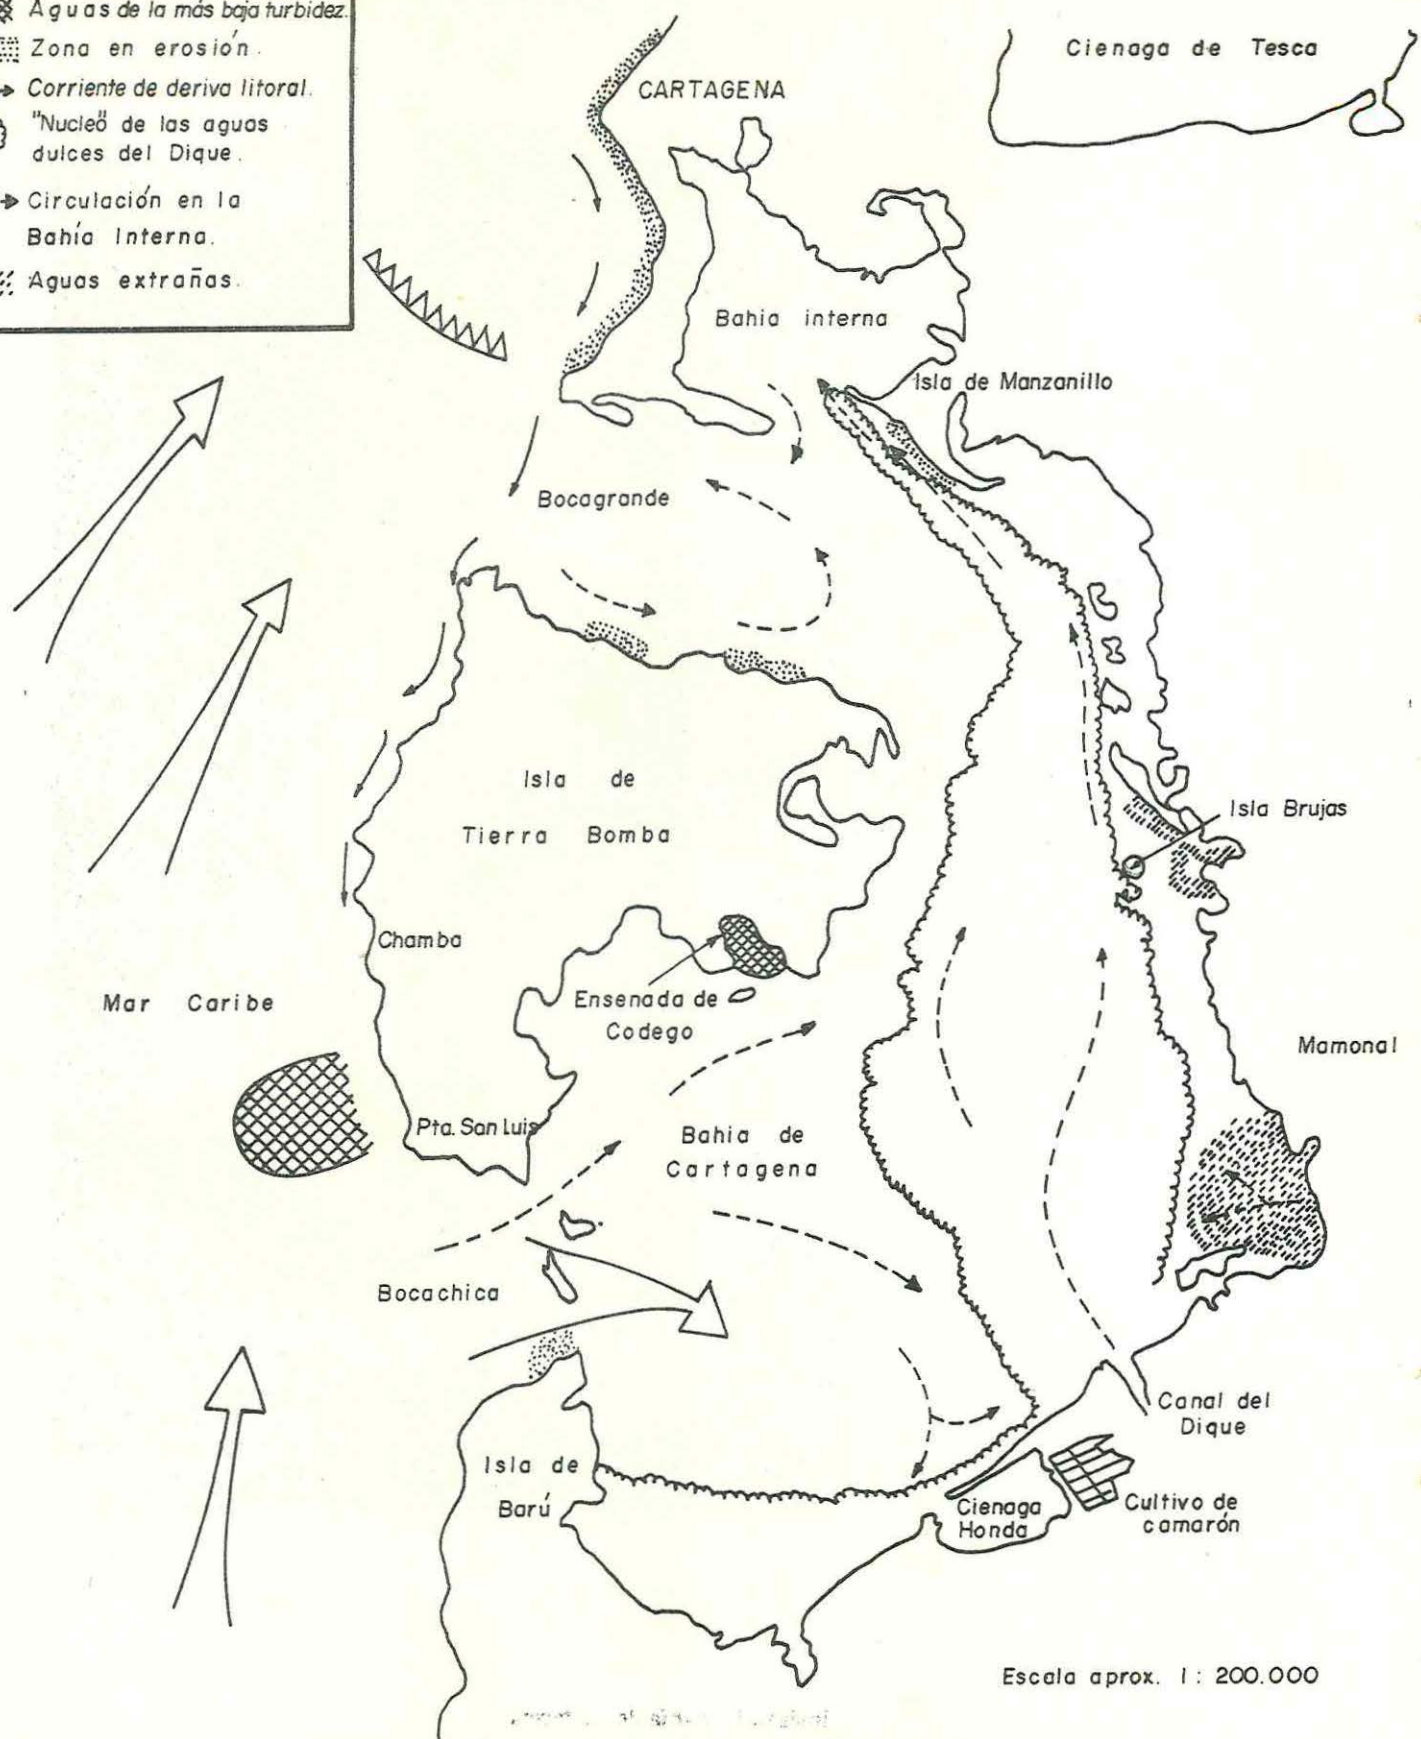 Aguas de la más baja turbidez.
Zona en erosión.
Corriente de deriva litoral.
"Nucleo" de las aguas
dulces del Dique.
Circulación en la
Bahía Interna.
Aguas extrañas.
Cienaga de Tesca
CARTAGENA
Bahia interna
Isla de Manzanillo
Bocagrande
Isla de
Tierra Bomba
Isla Brujas
Chamba
Mar Caribe
Ensenada de
Codego
Mamonal
Pta. San Luis
Bahia de
Cartagena
Bocachica
Canal del
Dique
Isla de
Barú
Cienaga
Honda
Cultivo de
camarón
Escala aprox. 1: 200.000